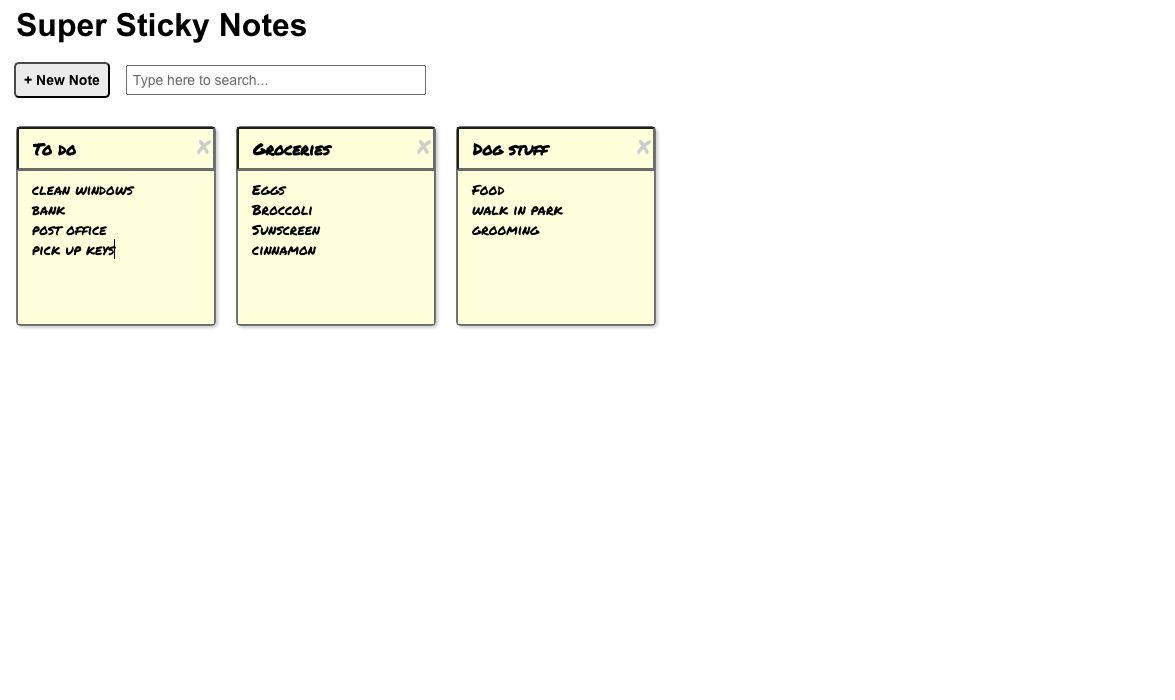 Super Sticky Notes
+ New Note
Type here to search...
To do
✘
clean windows
bank
post office
pick up keys
Groceries
✘
Eggs
Broccoli
Sunscreen
cinnamon
Dog stuff
✘
Food
walk in park
grooming